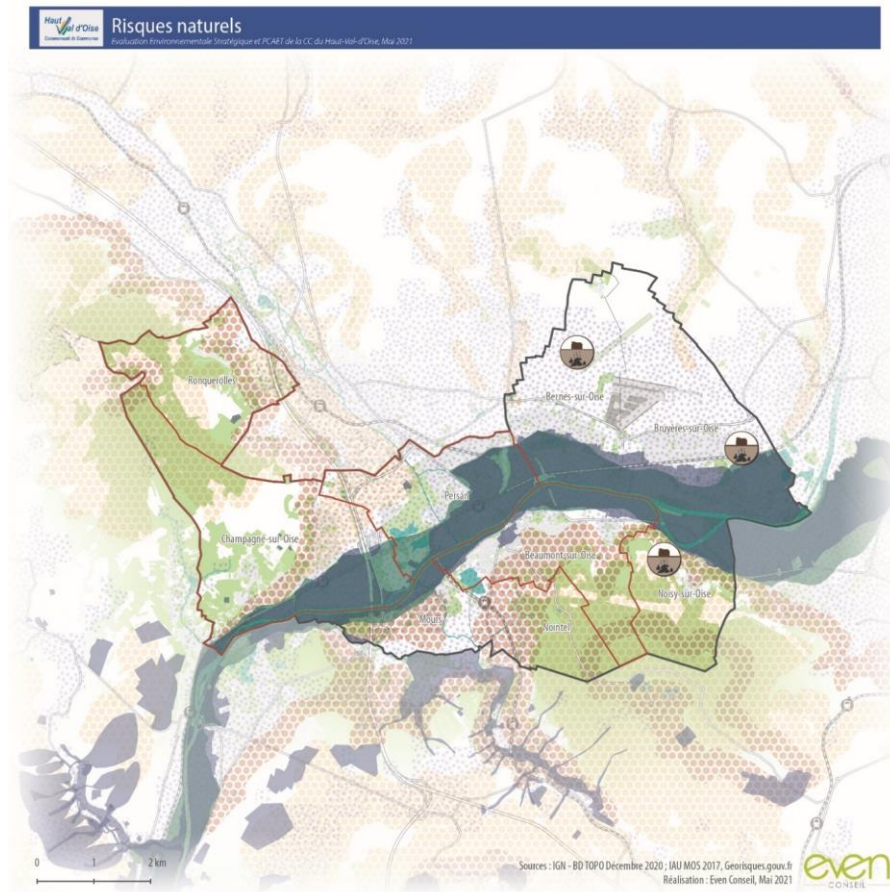 Haut Val d'Oise
Communauté de Communes
Risques naturels
Evaluation Environnementale Stratégique et PCAET de la CC du Haut-Val-d'Oise, Mai 2021
Ronquerolles
Bernes-sur-Oise
Bruyères-sur-Oise
Persan
Champagne-sur-Oise
Beaumont-sur-Oise
Noisy-sur-Oise
Mours
Nointel
0 1 2 km
Sources : IGN - BD TOPO Décembre 2020 ; IAU MOS 2017, Georisques.gouv.fr
Réalisation : Even Conseil, Mai 2021
even
CONSEIL